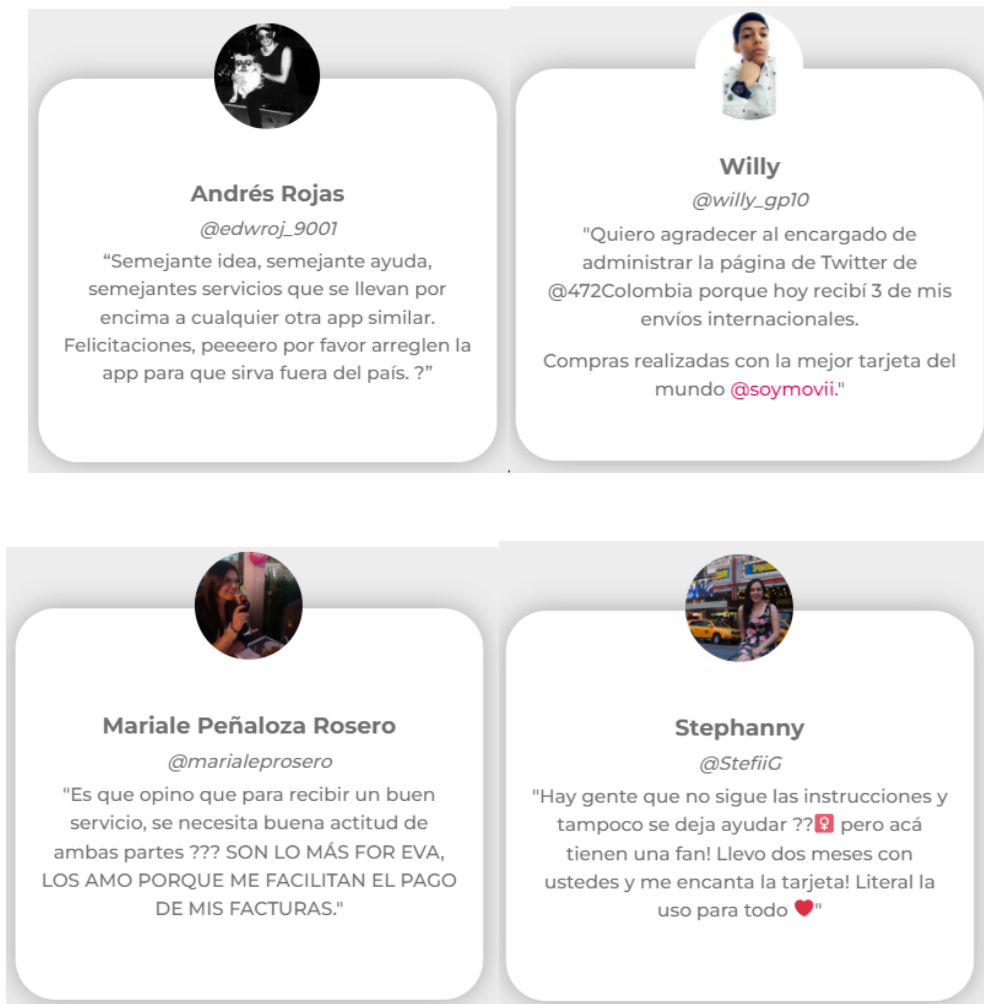 Andrés Rojas
@edwroj_9001
“Semejante idea, semejante ayuda,
semejantes servicios que se llevan por
encima a cualquier otra app similar.
Felicitaciones, peeeero por favor arreglen la
app para que sirva fuera del país. ?”
Willy
@willy_gp10
"Quiero agradecer al encargado de
administrar la página de Twitter de
@472Colombia porque hoy recibí 3 de mis
envíos internacionales.
Compras realizadas con la mejor tarjeta del
mundo @soymovii."
Mariale Peñaloza Rosero
@marialeprosero
"Es que opino que para recibir un buen
servicio, se necesita buena actitud de
ambas partes ??? SON LO MÁS FOR EVA,
LOS AMO PORQUE ME FACILITAN EL PAGO
DE MIS FACTURAS."
Stephanny
@StefiiG
"Hay gente que no sigue las instrucciones y
tampoco se deja ayudar ??♀ pero acá
tienen una fan! Llevo dos meses con
ustedes y me encanta la tarjeta! Literal la
uso para todo ❤"